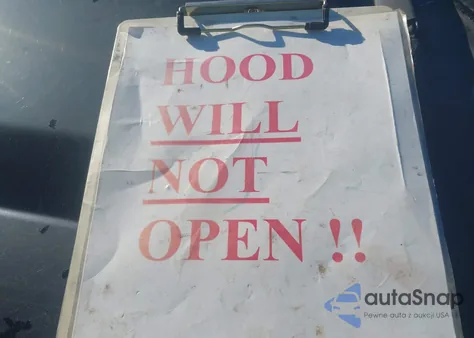 HOOD
WILL
NOT
OPEN !!
autaSnap
Pewne auta z aukcji USA